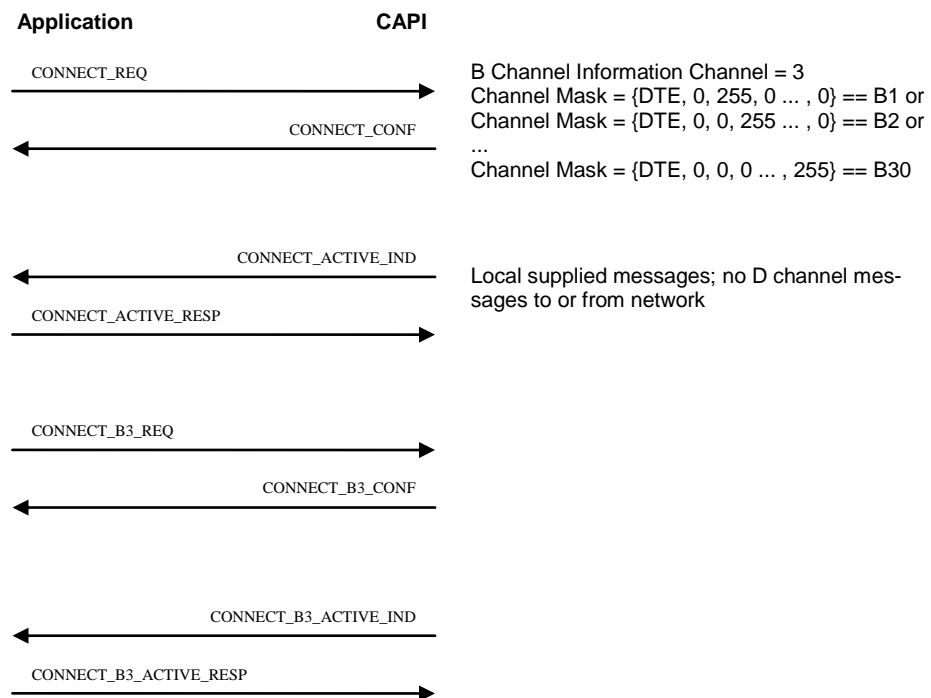 Application CAPI
CONNECT_REQ
B Channel Information Channel = 3
Channel Mask = {DTE, 0, 255, 0 ... , 0} == B1 or
CONNECT_CONF
Channel Mask = {DTE, 0, 0, 255 ... , 0} == B2 or
...
Channel Mask = {DTE, 0, 0, 0 ... , 255} == B30
CONNECT_ACTIVE_IND
Local supplied messages; no D channel mes-
sages to or from network
CONNECT_ACTIVE_RESP
CONNECT_B3_REQ
CONNECT_B3_CONF
CONNECT_B3_ACTIVE_IND
CONNECT_B3_ACTIVE_RESP